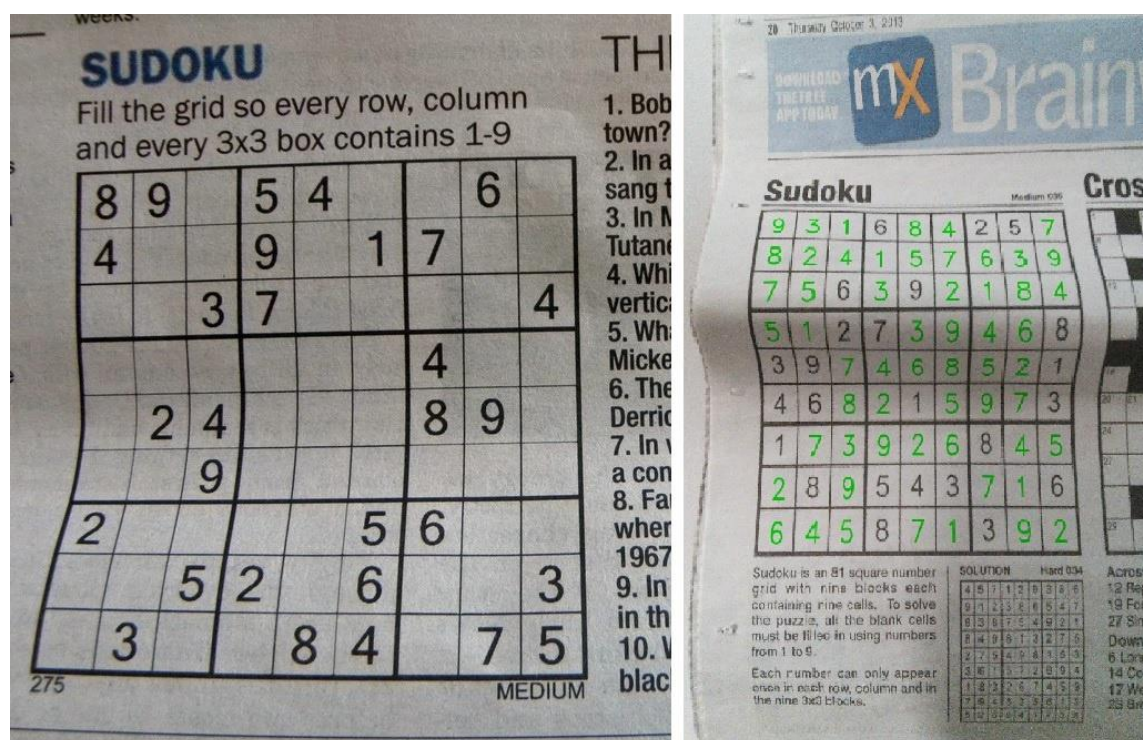 SUDOKU
Fill the grid so every row, column
and every 3x3 box contains 1-9
8 9 5 4 6
4 9 1 7
3 7 4
4
2 4 8 9
9
2 5 6
5 2 6 3
3 8 4 7 5
275
MEDIUM
1. Bob
town?
2. In a
sang t
3. In M
Tutan
4. Whi
vertic
5. Wh
Micke
6. The
Derric
7. In
a con
8. Fa
wher
1967
9. In
in th
10.
blac
20 Thursday October 3, 2013
DOWNLOAD
THE FREE
APP TODAY
mx Brain
Sudoku
Medium 035
Cros
9 3 1 6 8 4 2 5 7
8 2 4 1 5 7 6 3 9
7 5 6 3 9 2 1 8 4
5 1 2 7 3 9 4 6 8
3 9 7 4 6 8 5 2 1
4 6 8 2 1 5 9 7 3
1 7 3 9 2 6 8 4 5
2 8 9 5 4 3 7 1 6
6 4 5 8 7 1 3 9 2
Sudoku is an 81 square number
grid with nine blocks each
containing nine cells. To solve
the puzzle, all the blank cells
must be filled in using numbers
from 1 to 9.
Each number can only appear
once in each row, column and in
the nine 3x3 blocks.
SOLUTION Hard 034
Acros
Down